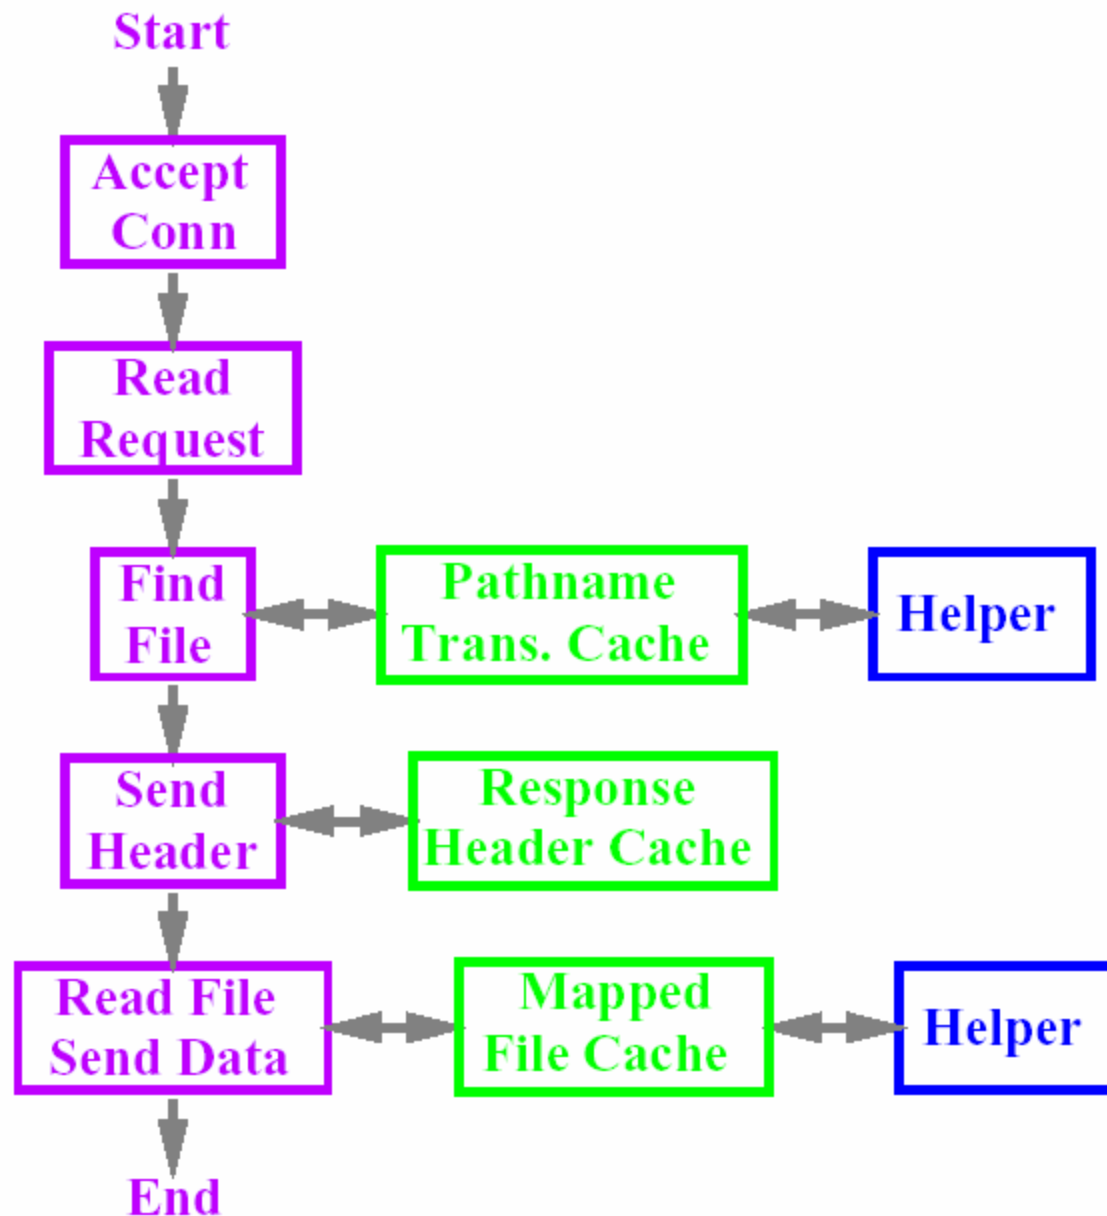 Start
Accept
Conn
Read
Request
Find
File
Pathname
Trans. Cache
Helper
Send
Header
Response
Header Cache
Read File
Send Data
Mapped
File Cache
Helper
End